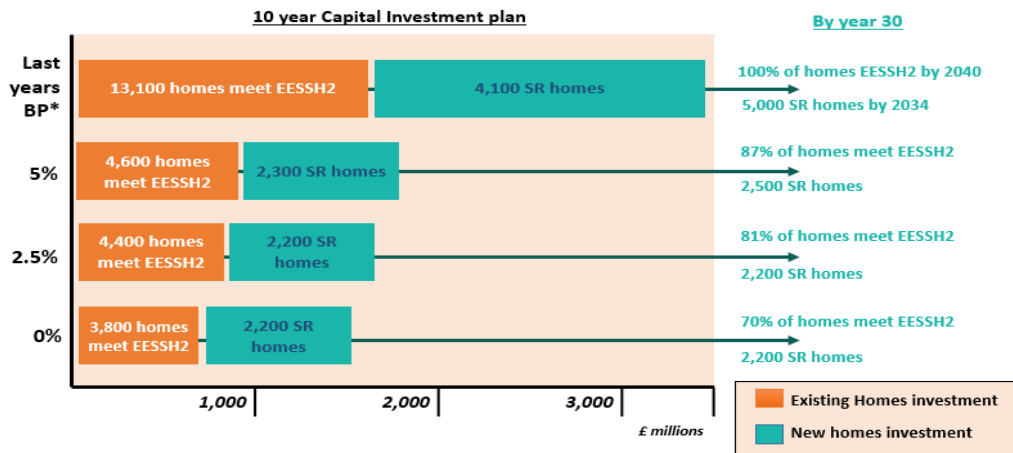 10 year Capital Investment plan
By year 30
Last
years
BP*
13,100 homes meet EESSH2
4,100 SR homes
100% of homes EESSH2 by 2040
5,000 SR homes by 2034
5%
4,600 homes
meet EESSH2
2,300 SR homes
87% of homes meet EESSH2
2,500 SR homes
2.5%
4,400 homes
meet EESSH2
2,200 SR
homes
81% of homes meet EESSH2
2,200 SR homes
0%
3,800 homes
meet EESSH2
2,200 SR
homes
70% of homes meet EESSH2
2,200 SR homes
1,000
2,000
3,000
£ millions
Existing Homes investment
New homes investment